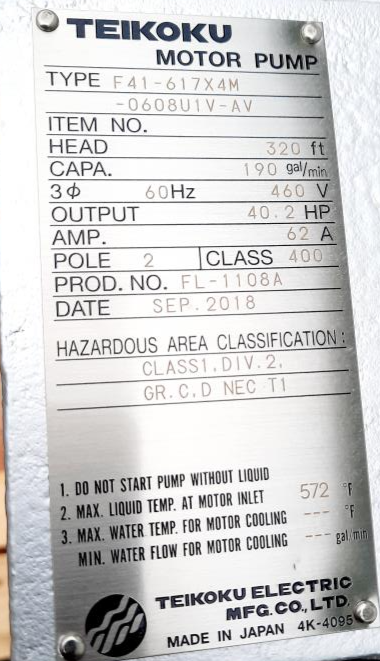 TEIKOKU
MOTOR PUMP
TYPE F41-617X4M
-0608U1V-AV
ITEM NO.
HEAD 320 ft
CAPA. 190 gal/min
3φ 60Hz 460 V
OUTPUT 40.2 HP
AMP. 62 A
POLE 2 CLASS 400
PROD. NO. FL-1108A
DATE SEP. 2018
HAZARDOUS AREA CLASSIFICATION:
CLASS1. DIV. 2.
GR. C. D NEC T1
1. DO NOT START PUMP WITHOUT LIQUID
2. MAX. LIQUID TEMP. AT MOTOR INLET 572 °F
3. MAX. WATER TEMP. FOR MOTOR COOLING --- °F
MIN. WATER FLOW FOR MOTOR COOLING --- gal/min
TEIKOKU ELECTRIC
MFG.CO.,LTD.
MADE IN JAPAN 4K-4095